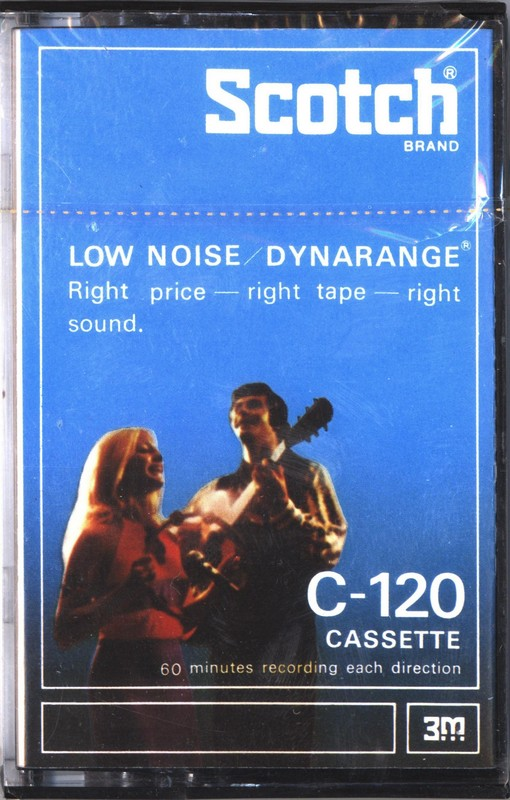 Scotch®
BRAND
LOW NOISE/DYNARANGE®
Right price — right tape — right
sound.
C-120
CASSETTE
60 minutes recording each direction
3M